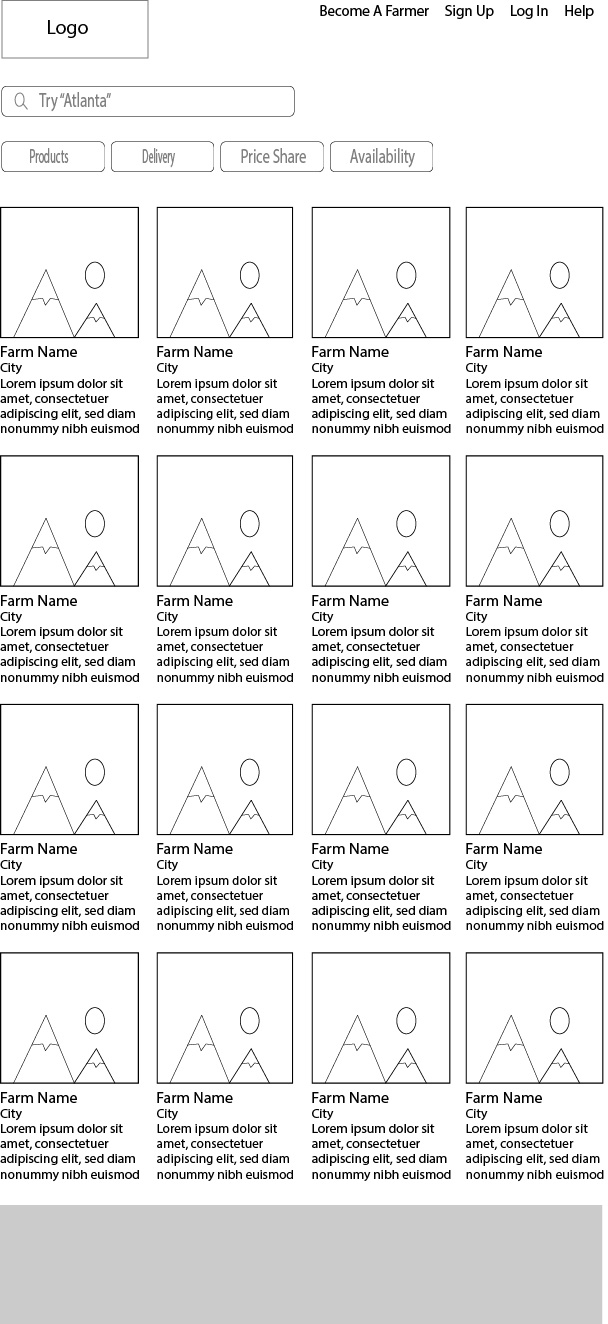 Logo
Become A Farmer Sign Up Log In Help
Try “Atlanta”
Products Delivery Price Share Availability
Farm Name Farm Name Farm Name Farm Name
City City City City
Lorem ipsum dolor sit Lorem ipsum dolor sit Lorem ipsum dolor sit Lorem ipsum dolor sit
amet, consectetuer amet, consectetuer amet, consectetuer amet, consectetuer
adipiscing elit, sed diam adipiscing elit, sed diam adipiscing elit, sed diam adipiscing elit, sed diam
nonummy nibh euismod nonummy nibh euismod nonummy nibh euismod nonummy nibh euismod
Farm Name Farm Name Farm Name Farm Name
City City City City
Lorem ipsum dolor sit Lorem ipsum dolor sit Lorem ipsum dolor sit Lorem ipsum dolor sit
amet, consectetuer amet, consectetuer amet, consectetuer amet, consectetuer
adipiscing elit, sed diam adipiscing elit, sed diam adipiscing elit, sed diam adipiscing elit, sed diam
nonummy nibh euismod nonummy nibh euismod nonummy nibh euismod nonummy nibh euismod
Farm Name Farm Name Farm Name Farm Name
City City City City
Lorem ipsum dolor sit Lorem ipsum dolor sit Lorem ipsum dolor sit Lorem ipsum dolor sit
amet, consectetuer amet, consectetuer amet, consectetuer amet, consectetuer
adipiscing elit, sed diam adipiscing elit, sed diam adipiscing elit, sed diam adipiscing elit, sed diam
nonummy nibh euismod nonummy nibh euismod nonummy nibh euismod nonummy nibh euismod
Farm Name Farm Name Farm Name Farm Name
City City City City
Lorem ipsum dolor sit Lorem ipsum dolor sit Lorem ipsum dolor sit Lorem ipsum dolor sit
amet, consectetuer amet, consectetuer amet, consectetuer amet, consectetuer
adipiscing elit, sed diam adipiscing elit, sed diam adipiscing elit, sed diam adipiscing elit, sed diam
nonummy nibh euismod nonummy nibh euismod nonummy nibh euismod nonummy nibh euismod